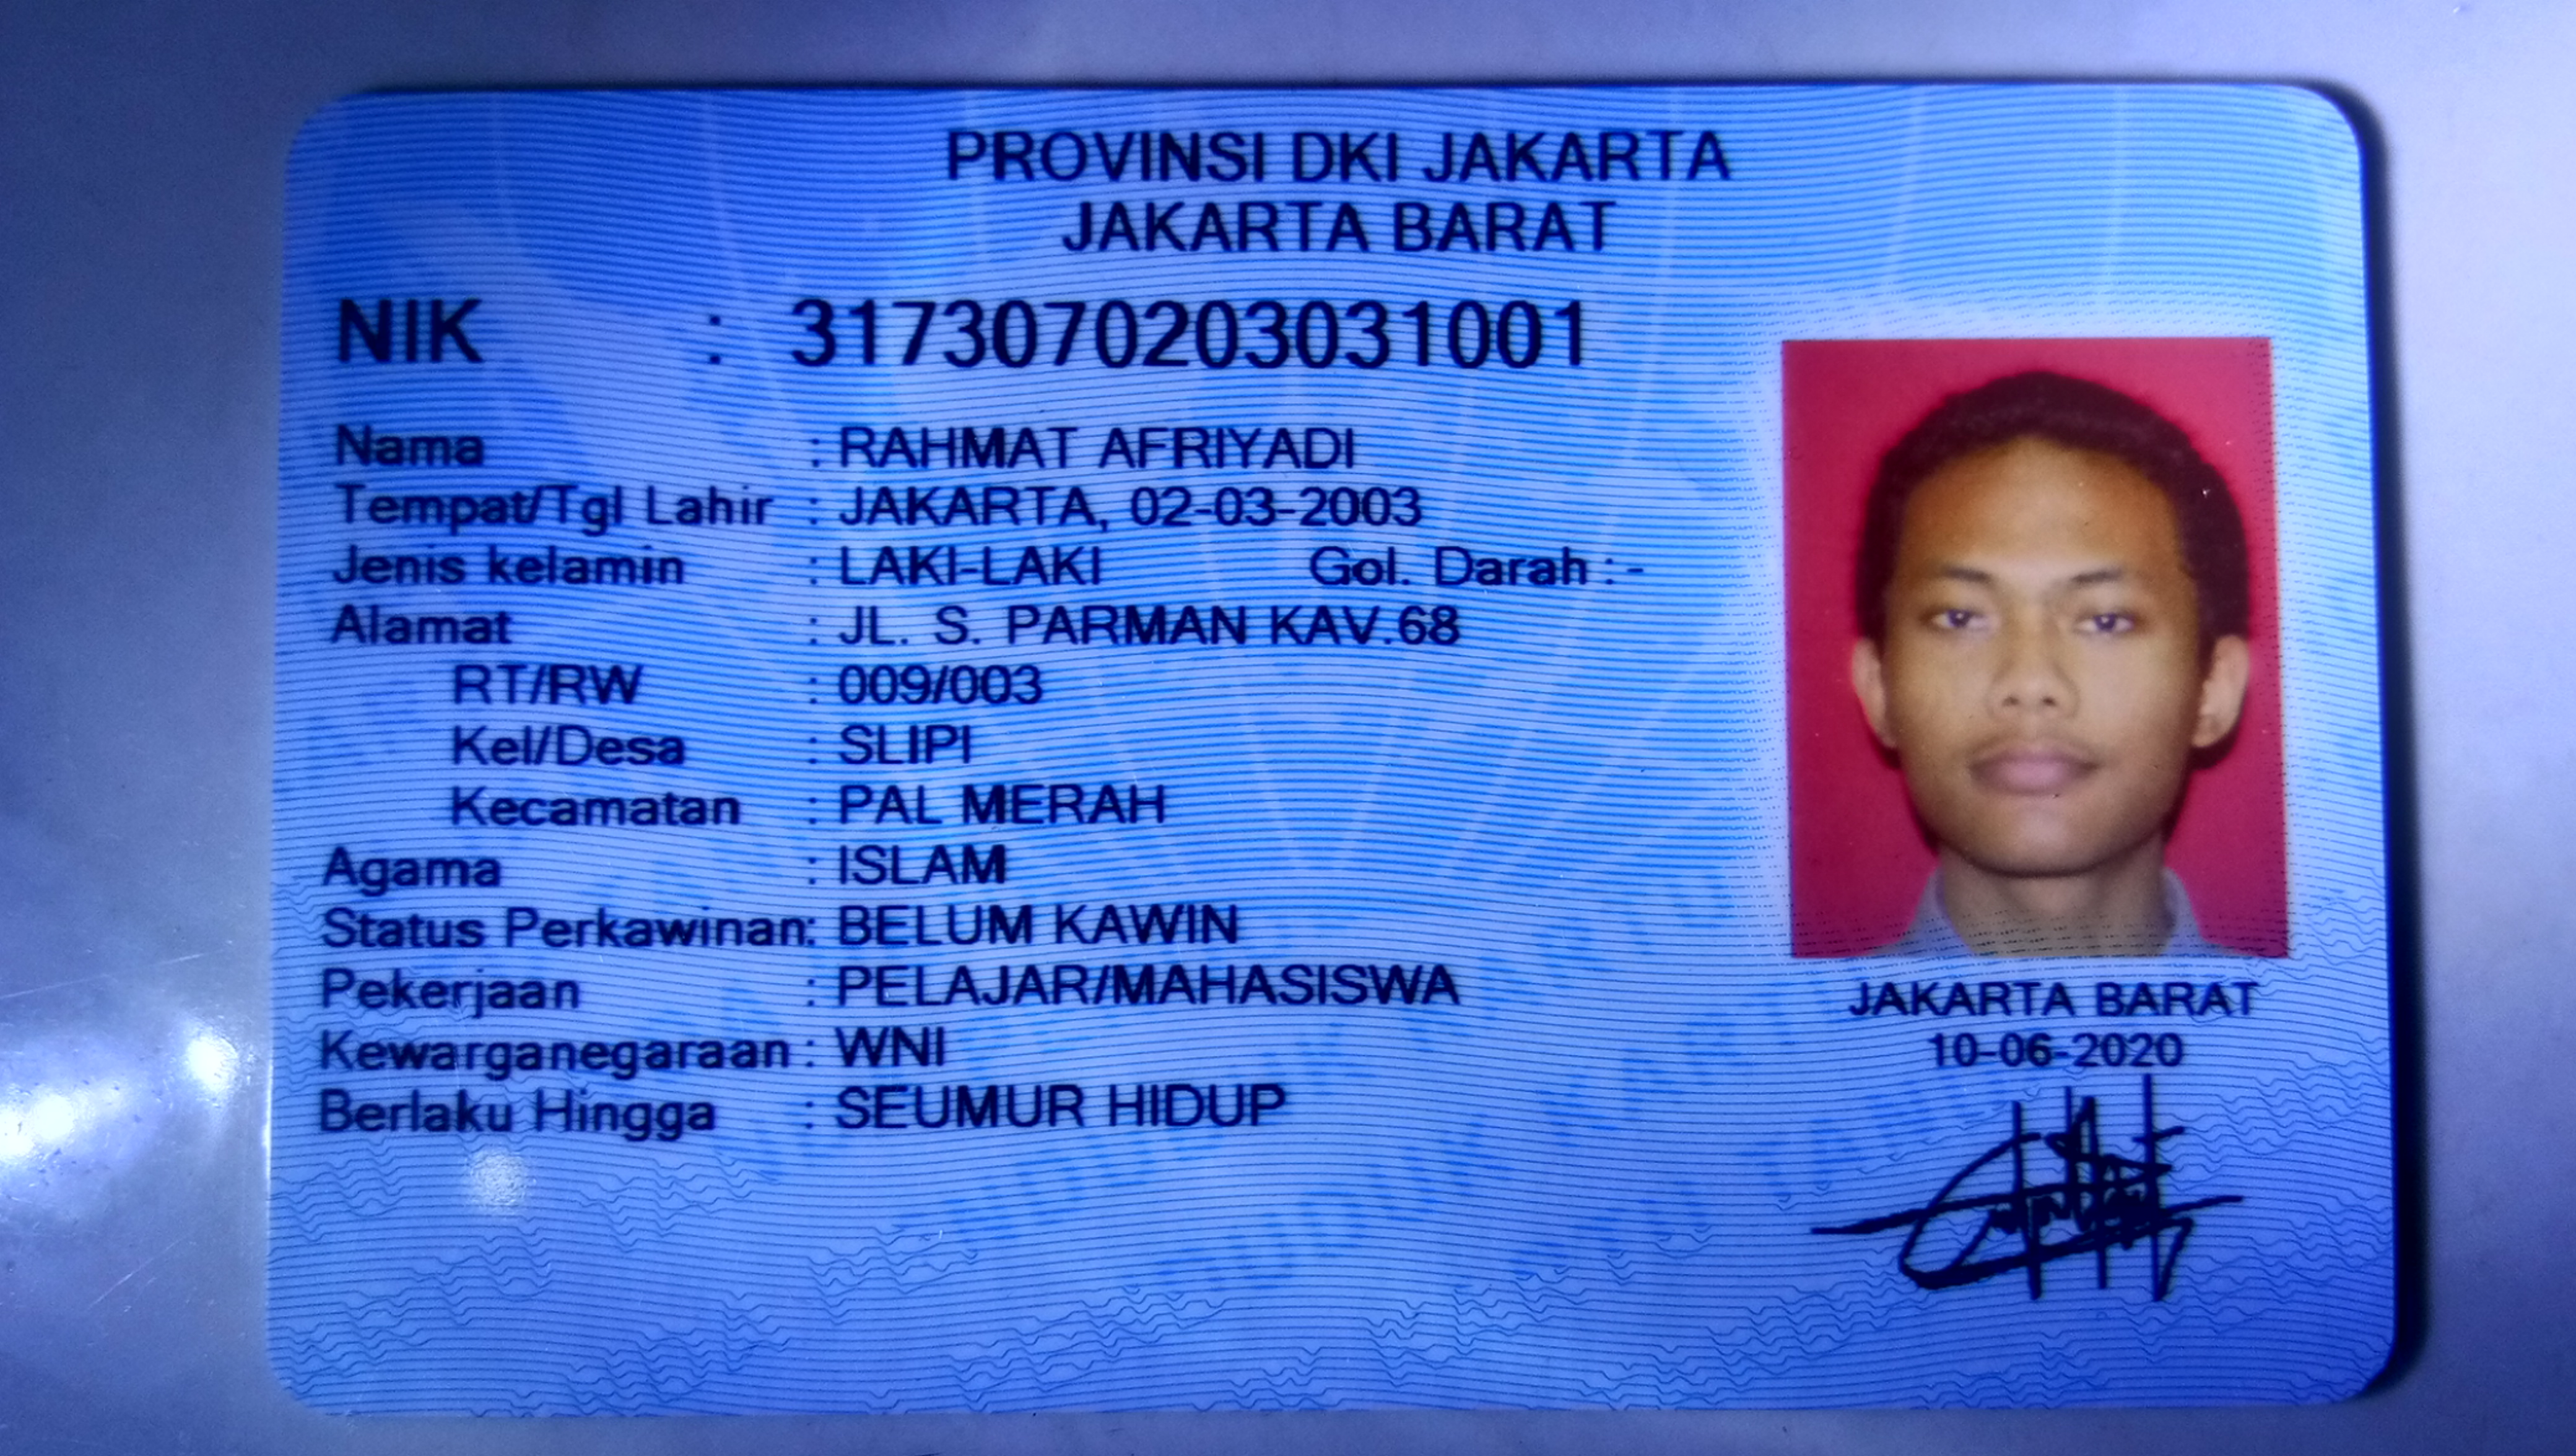 PROVINSI DKI JAKARTA
JAKARTA BARAT
NIK : 3173070203031001
Nama : RAHMAT AFRIYADI
Tempat/Tgl Lahir : JAKARTA, 02-03-2003
Jenis kelamin : LAKI-LAKI Gol. Darah : -
Alamat : JL. S. PARMAN KAV.68
RT/RW : 009/003
Kel/Desa : SLIPI
Kecamatan : PAL MERAH
Agama : ISLAM
Status Perkawinan: BELUM KAWIN
Pekerjaan : PELAJAR/MAHASISWA
Kewarganegaraan : WNI
Berlaku Hingga : SEUMUR HIDUP
JAKARTA BARAT
10-06-2020